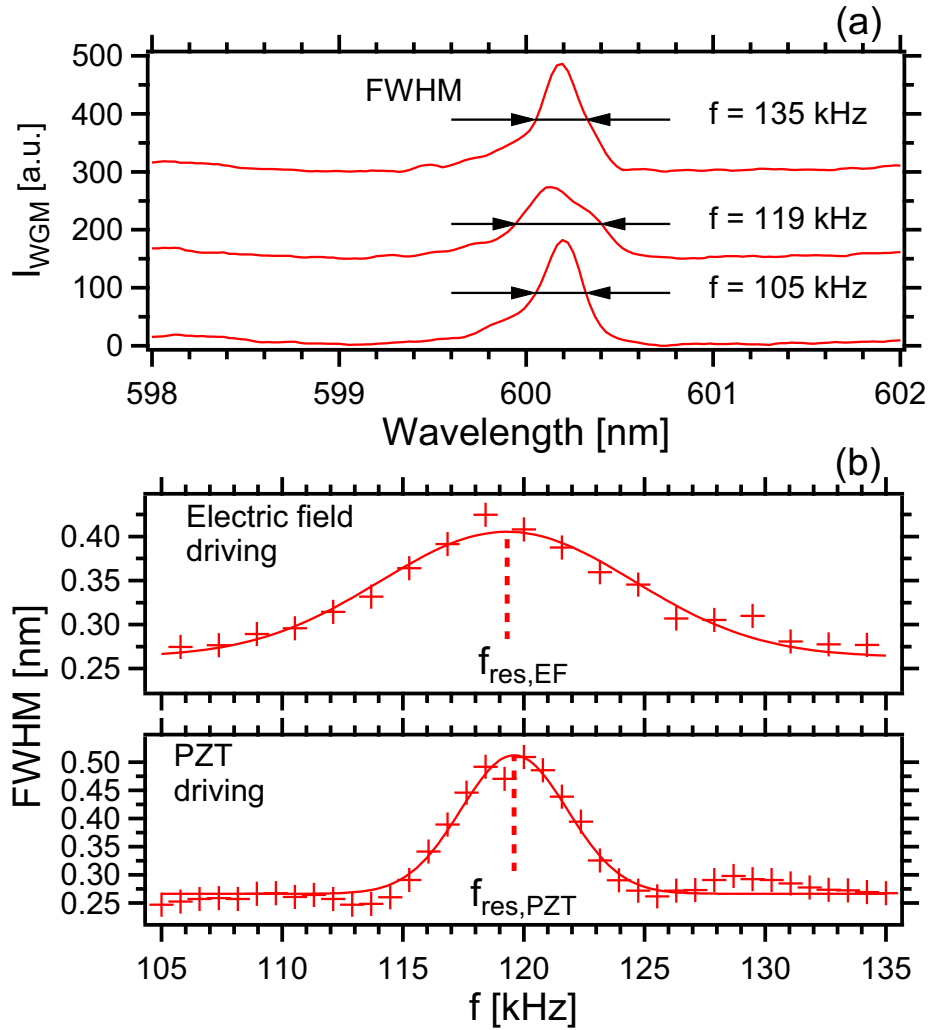 (a)
500
400
300
200
100
0
I_WGM [a.u.]
FWHM
f = 135 kHz
f = 119 kHz
f = 105 kHz
598 599 600 601 602
Wavelength [nm]
(b)
FWHM [nm]
0.40
0.35
0.30
0.25
Electric field
driving
f_res,EF
0.50
0.45
0.40
0.35
0.30
0.25
PZT
driving
f_res,PZT
105 110 115 120 125 130 135
f [kHz]